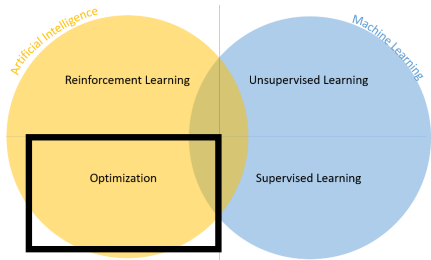 Artificial Intelligence
Machine Learning
Reinforcement Learning
Unsupervised Learning
Optimization
Supervised Learning